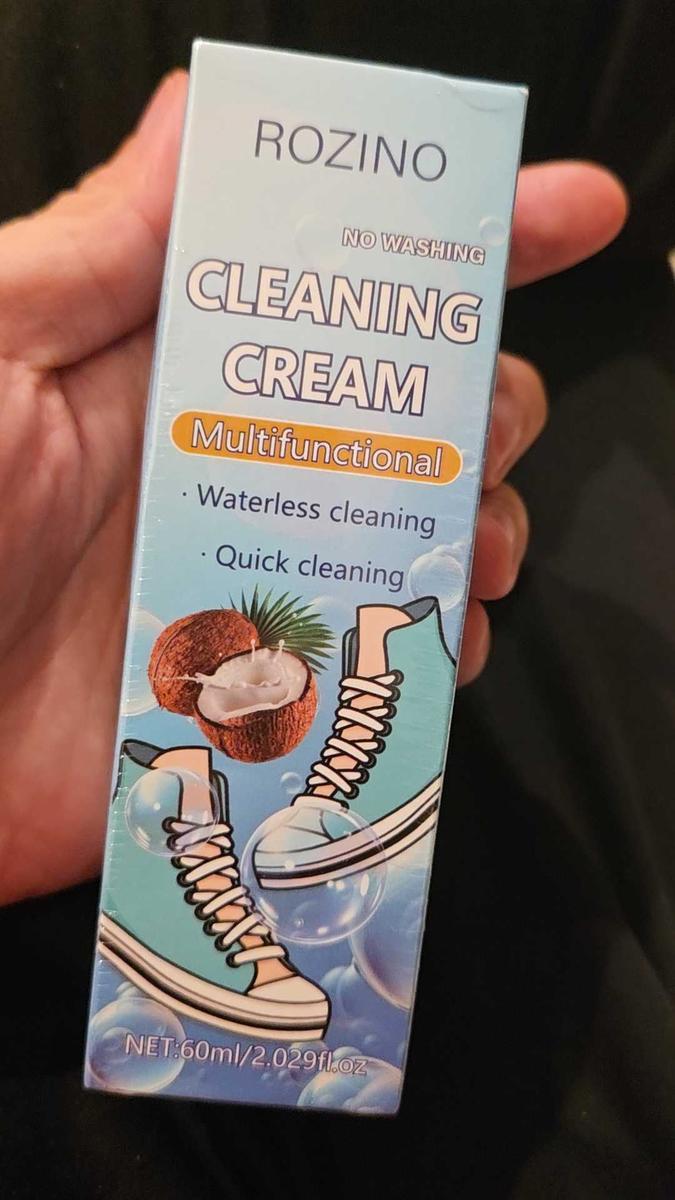 ROZINO
NO WASHING
CLEANING
CREAM
Multifunctional
· Waterless cleaning
· Quick cleaning
NET:60ml/2.029fl.oz